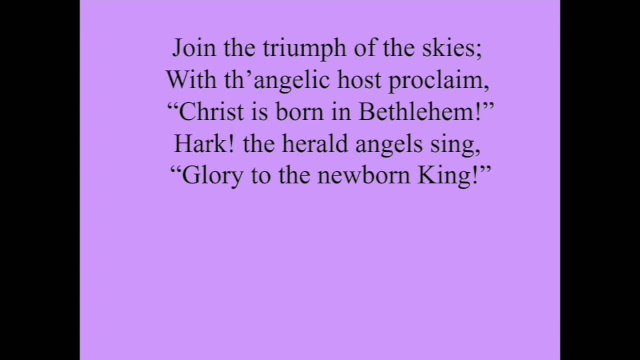 Join the triumph of the skies;
With th’angelic host proclaim,
“Christ is born in Bethlehem!”
Hark! the herald angels sing,
“Glory to the newborn King!”